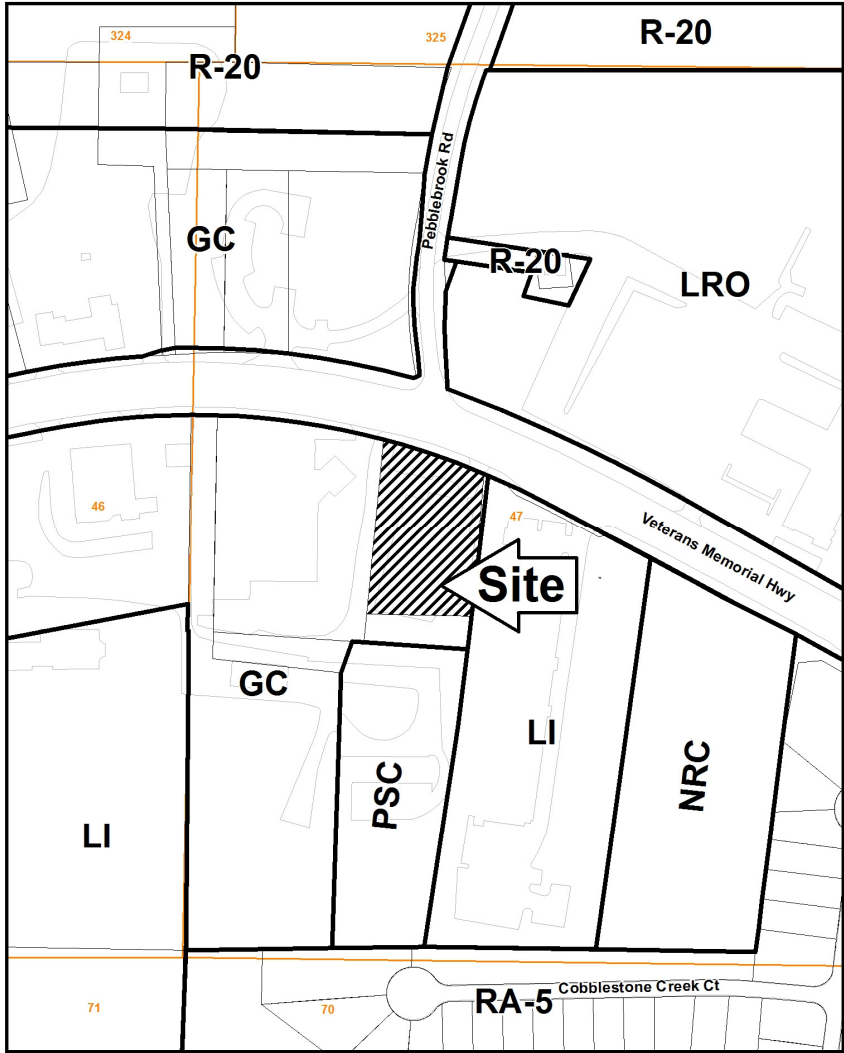 324
325
R-20
R-20
Pebblebrook Rd
GC
R-20
LRO
46
47
Veterans Memorial Hwy
Site
GC
LI
PSC
NRC
LI
71
70
RA-5
Cobblestone Creek Ct